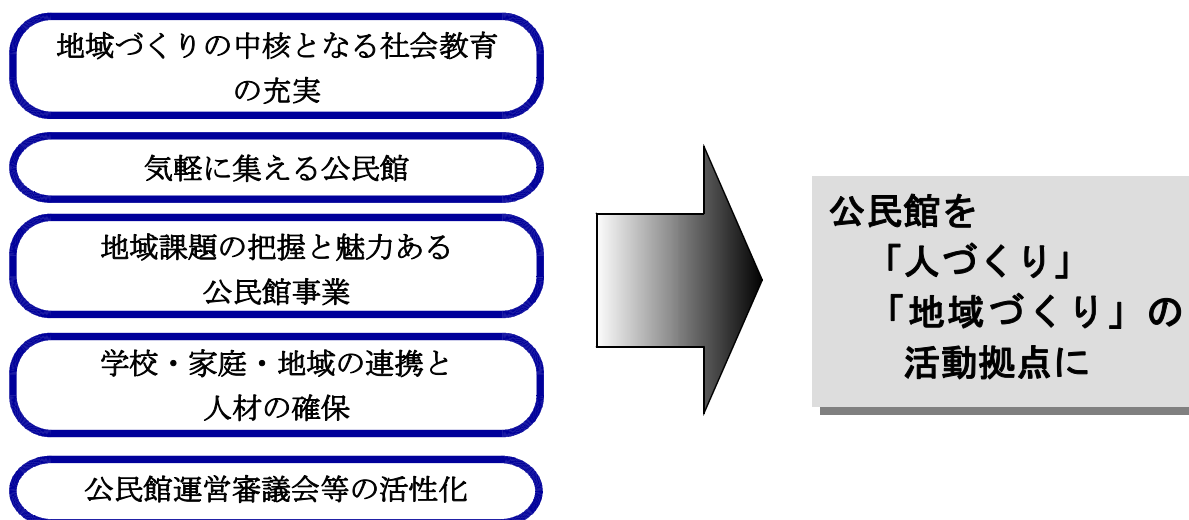 地域づくりの中核となる社会教育
の充実
気軽に集える公民館
地域課題の把握と魅力ある
公民館事業
学校・家庭・地域の連携と
人材の確保
公民館運営審議会等の活性化
公民館を
「人づくり」
「地域づくり」の
活動拠点に